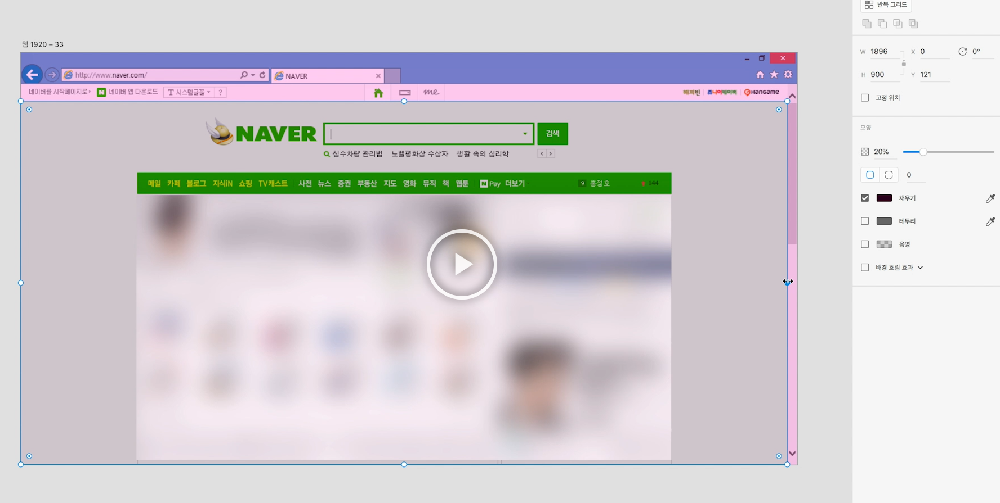 반복 그리드
웹 1920 – 33
W 1896 X 0 0°
H 900 Y 121
http://www.naver.com/ NAVER
네이버를 시작페이지로 N 네이버 앱 다운로드 T 시스템글꼴 ? me 해피빈 쥬니어네이버 Hangame
고정 위치
모양
NAVER 검색
침수차량 관리법 노벨평화상 수상자 생활 속의 심리학
20%
0
메일 카페 블로그 지식iN 쇼핑 TV캐스트 사전 뉴스 증권 부동산 지도 영화 뮤직 책 웹툰 N Pay 더보기 9 홍정호 144
채우기
테두리
음영
배경 흐림 효과